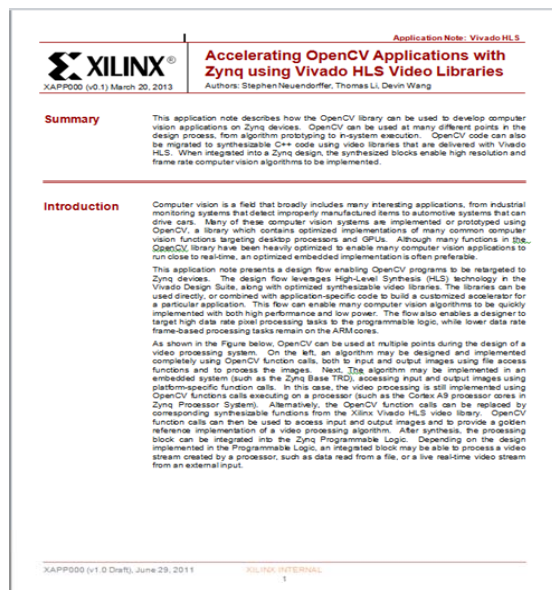 Application Note: Vivado HLS
XILINX®
Accelerating OpenCV Applications with
Zynq using Vivado HLS Video Libraries
XAPP000 (v0.1) March 20, 2013
Authors: Stephen Neuendorffer, Thomas Li, Devin Wang
Summary
This application note describes how the OpenCV library can be used to develop computer
vision applications on Zynq devices. OpenCV can be used at many different points in the
design process, from algorithm prototyping to in-system execution. OpenCV code can also
be migrated to synthesizable C++ code using video libraries that are delivered with Vivado
HLS. When integrated into a Zynq design, the synthesized blocks enable high resolution and
frame rate computer vision algorithms to be implemented.
Introduction
Computer vision is a field that broadly includes many interesting applications, from industrial
monitoring systems that detect improperly manufactured items to automotive systems that can
drive cars. Many of these computer vision systems are implemented or prototyped using
OpenCV, a library which contains optimized implementations of many common computer
vision functions targeting desktop processors and GPUs. Although many functions in the
OpenCV library have been heavily optimized to enable many computer vision applications to
run close to real-time, an optimized embedded implementation is often preferable.
This application note presents a design flow enabling OpenCV programs to be retargeted to
Zynq devices. The design flow leverages High-Level Synthesis (HLS) technology in the
Vivado Design Suite, along with optimized synthesizable video libraries. The libraries can be
used directly, or combined with application-specific code to build a customized accelerator for
a particular application. This flow can enable many computer vision algorithms to be quickly
implemented with both high performance and low power. The flow also enables a designer to
target high data rate pixel processing tasks to the programmable logic, while lower data rate
frame-based processing tasks remain on the ARM cores.
As shown in the Figure below, OpenCV can be used at multiple points during the design of a
video processing system. On the left, an algorithm may be designed and implemented
completely using OpenCV function calls, both to input and output images using file access
functions and to process the images. Next, The algorithm may be implemented in an
embedded system (such as the Zynq Base TRD), accessing input and output images using
platform-specific function calls. In this case, the video processing is still implemented using
OpenCV functions calls executing on a processor (such as the Cortex A9 processor cores in
Zynq Processor System). Alternatively, the OpenCV function calls can be replaced by
corresponding synthesizable functions from the Xilinx Vivado HLS video library. OpenCV
function calls can then be used to access input and output images and to provide a golden
reference implementation of a video processing algorithm. After synthesis, the processing
block can be integrated into the Zynq Programmable Logic. Depending on the design
implemented in the Programmable Logic, an integrated block may be able to process a video
stream created by a processor, such as data read from a file, or a live real-time video stream
from an external input.
XAPP000 (v1.0 Draft), June 29, 2011
XILINX INTERNAL
1